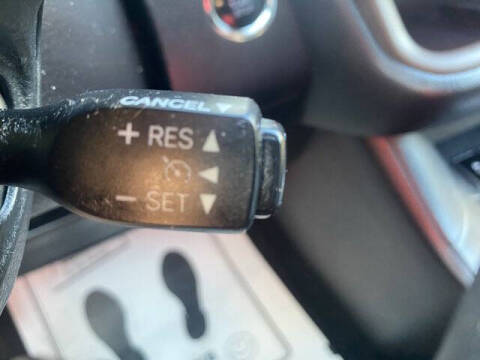 CANCEL
+ RES
- SET